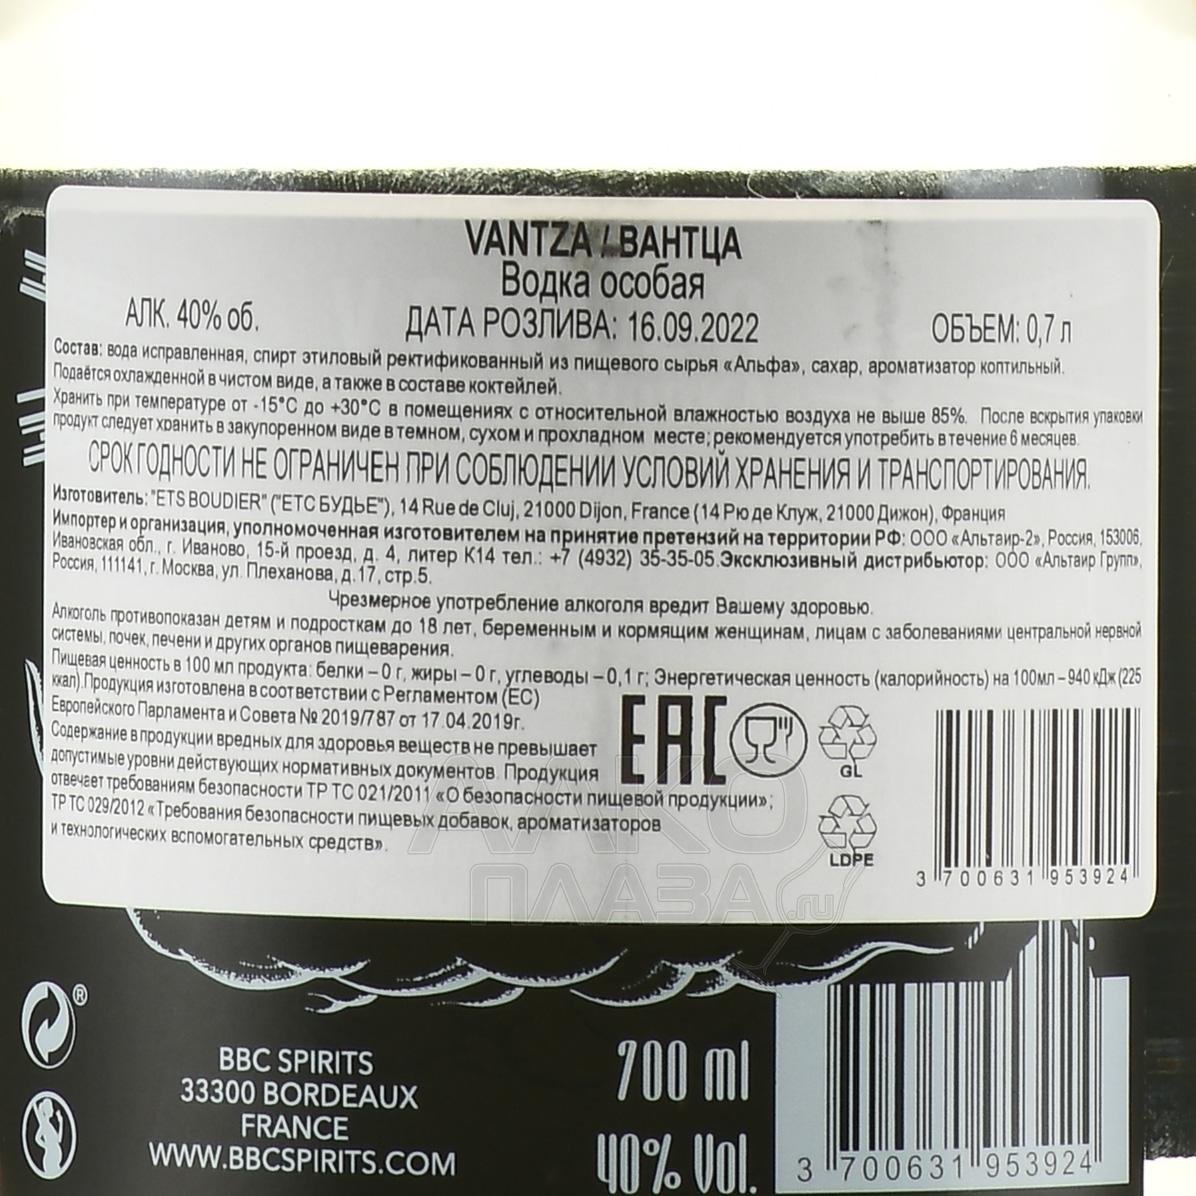 VANTZA / ВАНТЦА
Водка особая
АЛК. 40% об. ДАТА РОЗЛИВА: 16.09.2022 ОБЪЕМ: 0,7 л
Состав: вода исправленная, спирт этиловый ректификованный из пищевого сырья «Альфа», сахар, ароматизатор коптильный.
Подаётся охлажденной в чистом виде, а также в составе коктейлей.
Хранить при температуре от -15°С до +30°С в помещениях с относительной влажностью воздуха не выше 85%. После вскрытия упаковки
продукт следует хранить в закупоренном виде в темном, сухом и прохладном месте; рекомендуется употребить в течение 6 месяцев.
СРОК ГОДНОСТИ НЕ ОГРАНИЧЕН ПРИ СОБЛЮДЕНИИ УСЛОВИЙ ХРАНЕНИЯ И ТРАНСПОРТИРОВАНИЯ.
Изготовитель: "ETS BOUDIER" ("ЕТС БУДЬЕ"), 14 Rue de Cluj, 21000 Dijon, France (14 Рю де Клуж, 21000 Дижон), Франция
Импортер и организация, уполномоченная изготовителем на принятие претензий на территории РФ: ООО «Альтаир-2», Россия, 153006,
Ивановская обл., г. Иваново, 15-й проезд, д. 4, литер К14 тел.: +7 (4932) 35-35-05.Эксклюзивный дистрибьютор: ООО «Альтаир Групп»,
Россия, 111141, г. Москва, ул. Плеханова, д.17, стр.5.
Чрезмерное употребление алкоголя вредит Вашему здоровью.
Алкоголь противопоказан детям и подросткам до 18 лет, беременным и кормящим женщинам, лицам с заболеваниями центральной нервной
системы, почек, печени и других органов пищеварения.
Пищевая ценность в 100 мл продукта: белки – 0 г, жиры – 0 г, углеводы – 0,1 г; Энергетическая ценность (калорийность) на 100мл – 940 кДж (225
ккал).Продукция изготовлена в соответствии с Регламентом (ЕС)
Европейского Парламента и Совета № 2019/787 от 17.04.2019г.
Содержание в продукции вредных для здоровья веществ не превышает
допустимые уровни действующих нормативных документов. Продукция
отвечает требованиям безопасности ТР ТС 021/2011 «О безопасности пищевой продукции»;
ТР ТС 029/2012 «Требования безопасности пищевых добавок, ароматизаторов
и технологических вспомогательных средств».
ЕАС
GL
LDPE
3 700631 953924
АЛКО
ПЛАЗА.ru
®
BBC SPIRITS
33300 BORDEAUX
FRANCE
WWW.BBCSPIRITS.COM
700 ml
40% Vol.
3 700631 953924